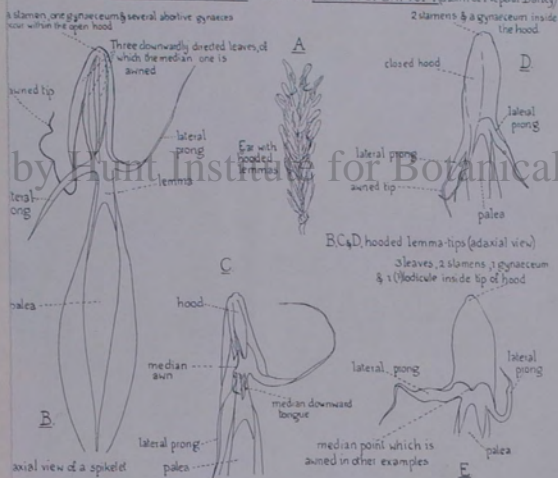 stamen, one gynaeceum & several abortive gynaeces
occur within the open hood
Three downwardly directed leaves, of
which the median one is
awned
awned tip
lateral
prong
lemma
lateral
prong
palea
B.
axial view of a spikelet
A
Ear with
hooded
lemmas
2 stamens & a gynaeceum inside
the hood.
D.
closed hood
lateral
prong
lateral prong
awned tip
palea
by Hunt Institute for Botanical
B, C & D, hooded lemma-tips (adaxial view)
C.
hood
median
awn
median downward
tongue
lateral prong
palea
3 leaves, 2 stamens, 1 gynaeceum
& 1 (?) lodicule inside tip of hood
lateral prong
lateral
prong
median point which is
awned in other examples
palea
E